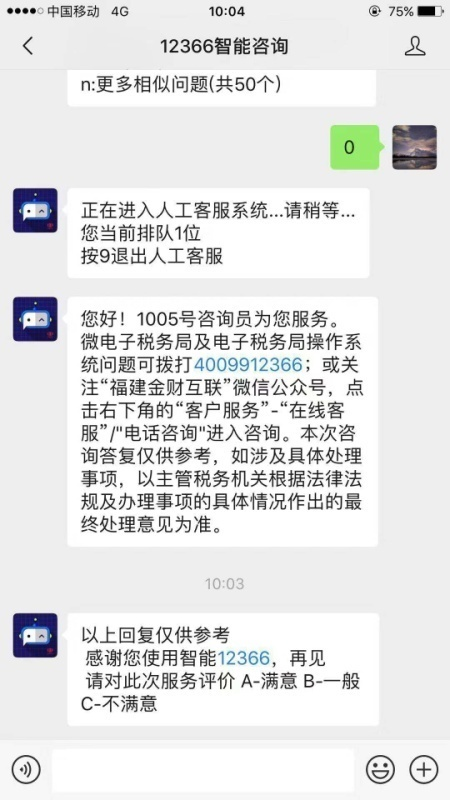 中国移动 4G 10:04 75%
12366智能咨询
n:更多相似问题(共50个)
0
正在进入人工客服系统...请稍等...
您当前排队1位
按9退出人工客服
您好！1005号咨询员为您服务。
微电子税务局及电子税务局操作系
统问题可拨打4009912366；或关
注“福建金财互联”微信公众号，点
击右下角的“客户服务”-“在线客
服”/"电话咨询"进入咨询。本次咨
询答复仅供参考，如涉及具体处理
事项，以主管税务机关根据法律法
规及办理事项的具体情况作出的最
终处理意见为准。
10:03
以上回复仅供参考
感谢您使用智能12366，再见
请对此次服务评价 A-满意 B-一般
C-不满意